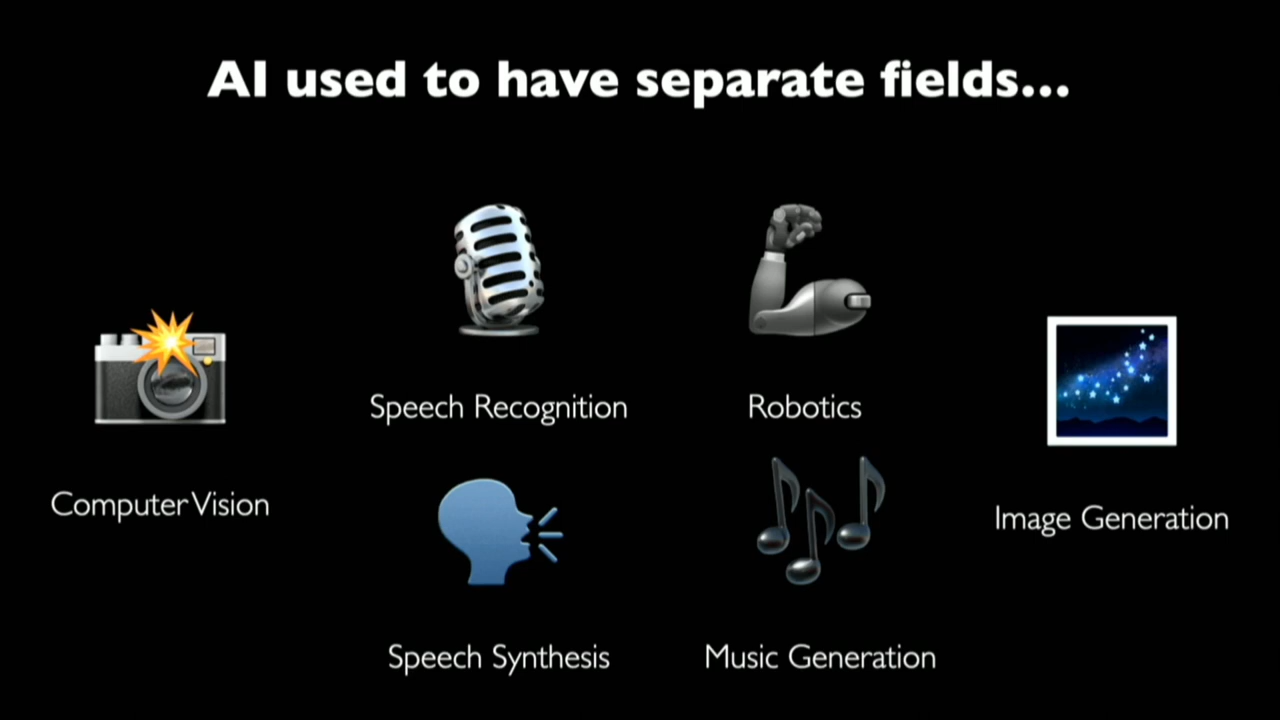 AI used to have separate fields...
Speech Recognition
Robotics
Computer Vision
Image Generation
Speech Synthesis
Music Generation